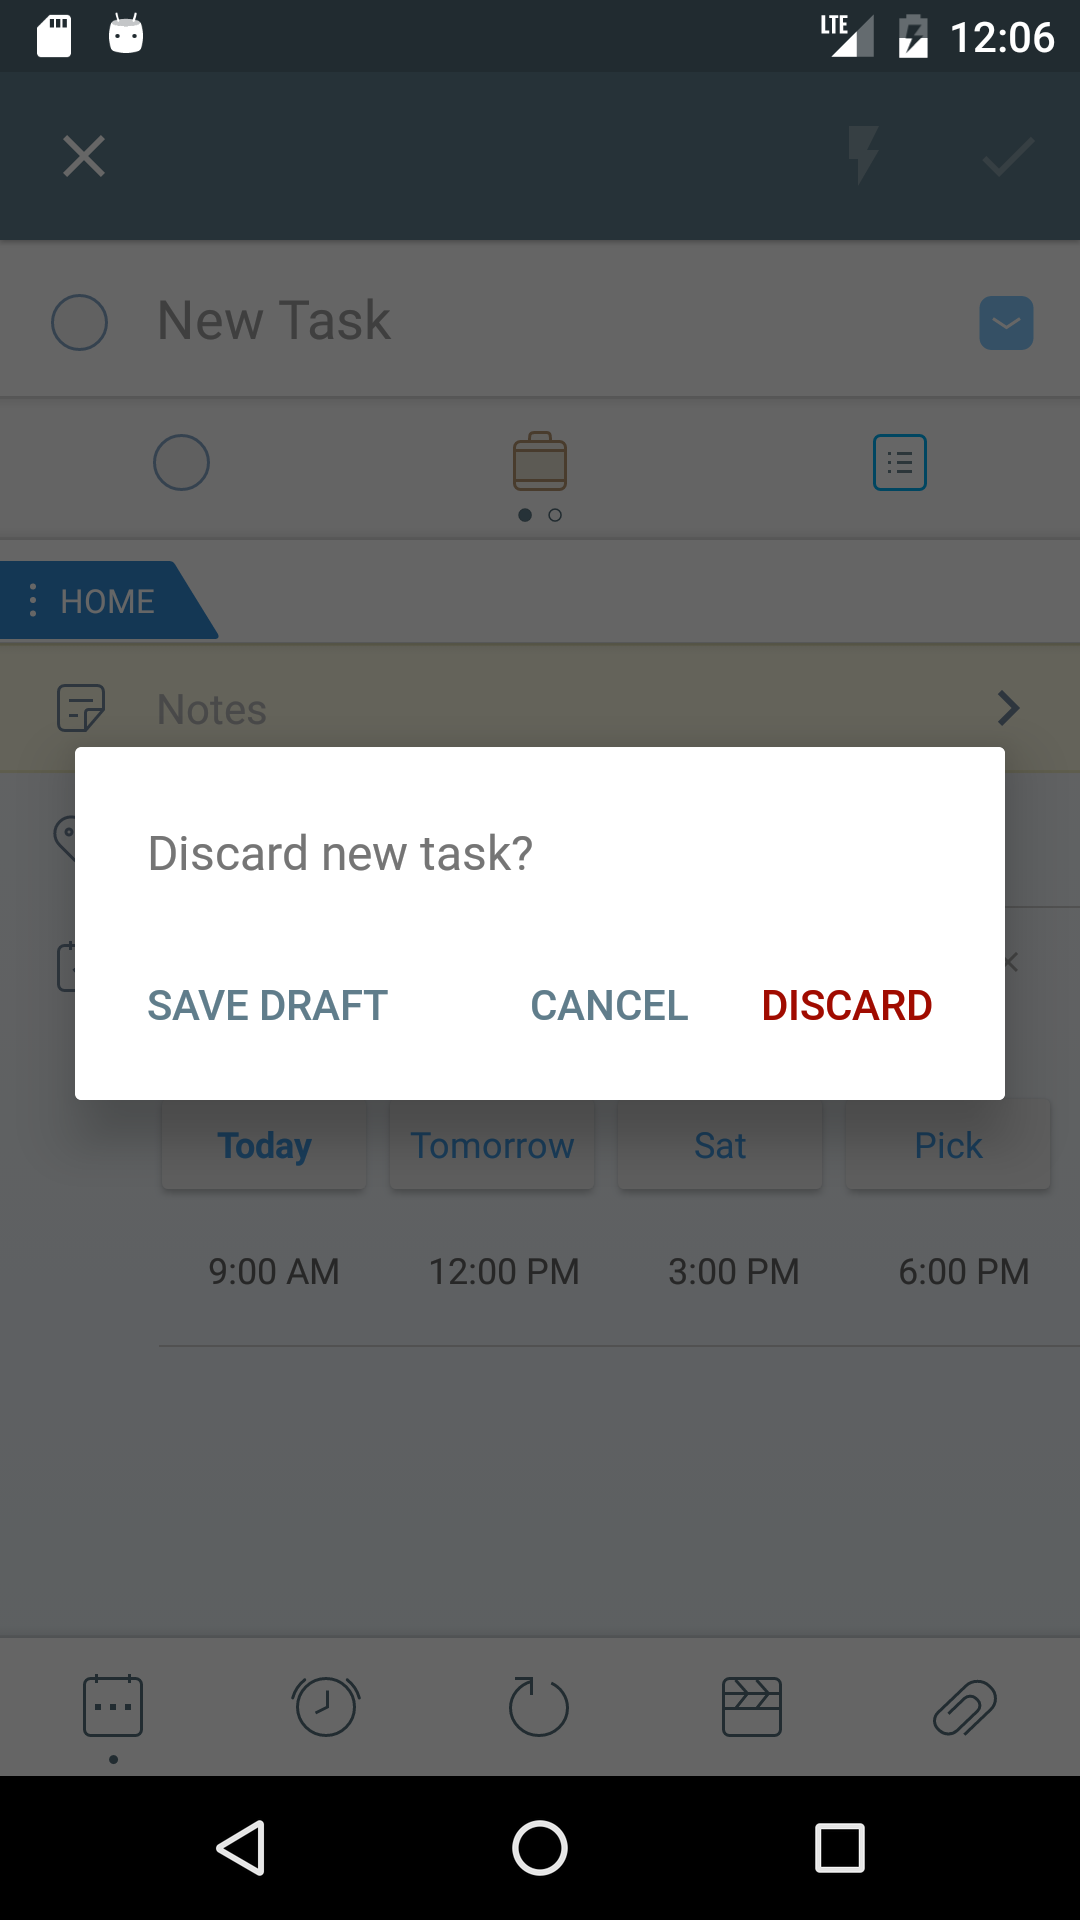 LTE 12:06
New Task
HOME
Notes
Discard new task?
SAVE DRAFT CANCEL DISCARD
Today Tomorrow Sat Pick
9:00 AM 12:00 PM 3:00 PM 6:00 PM